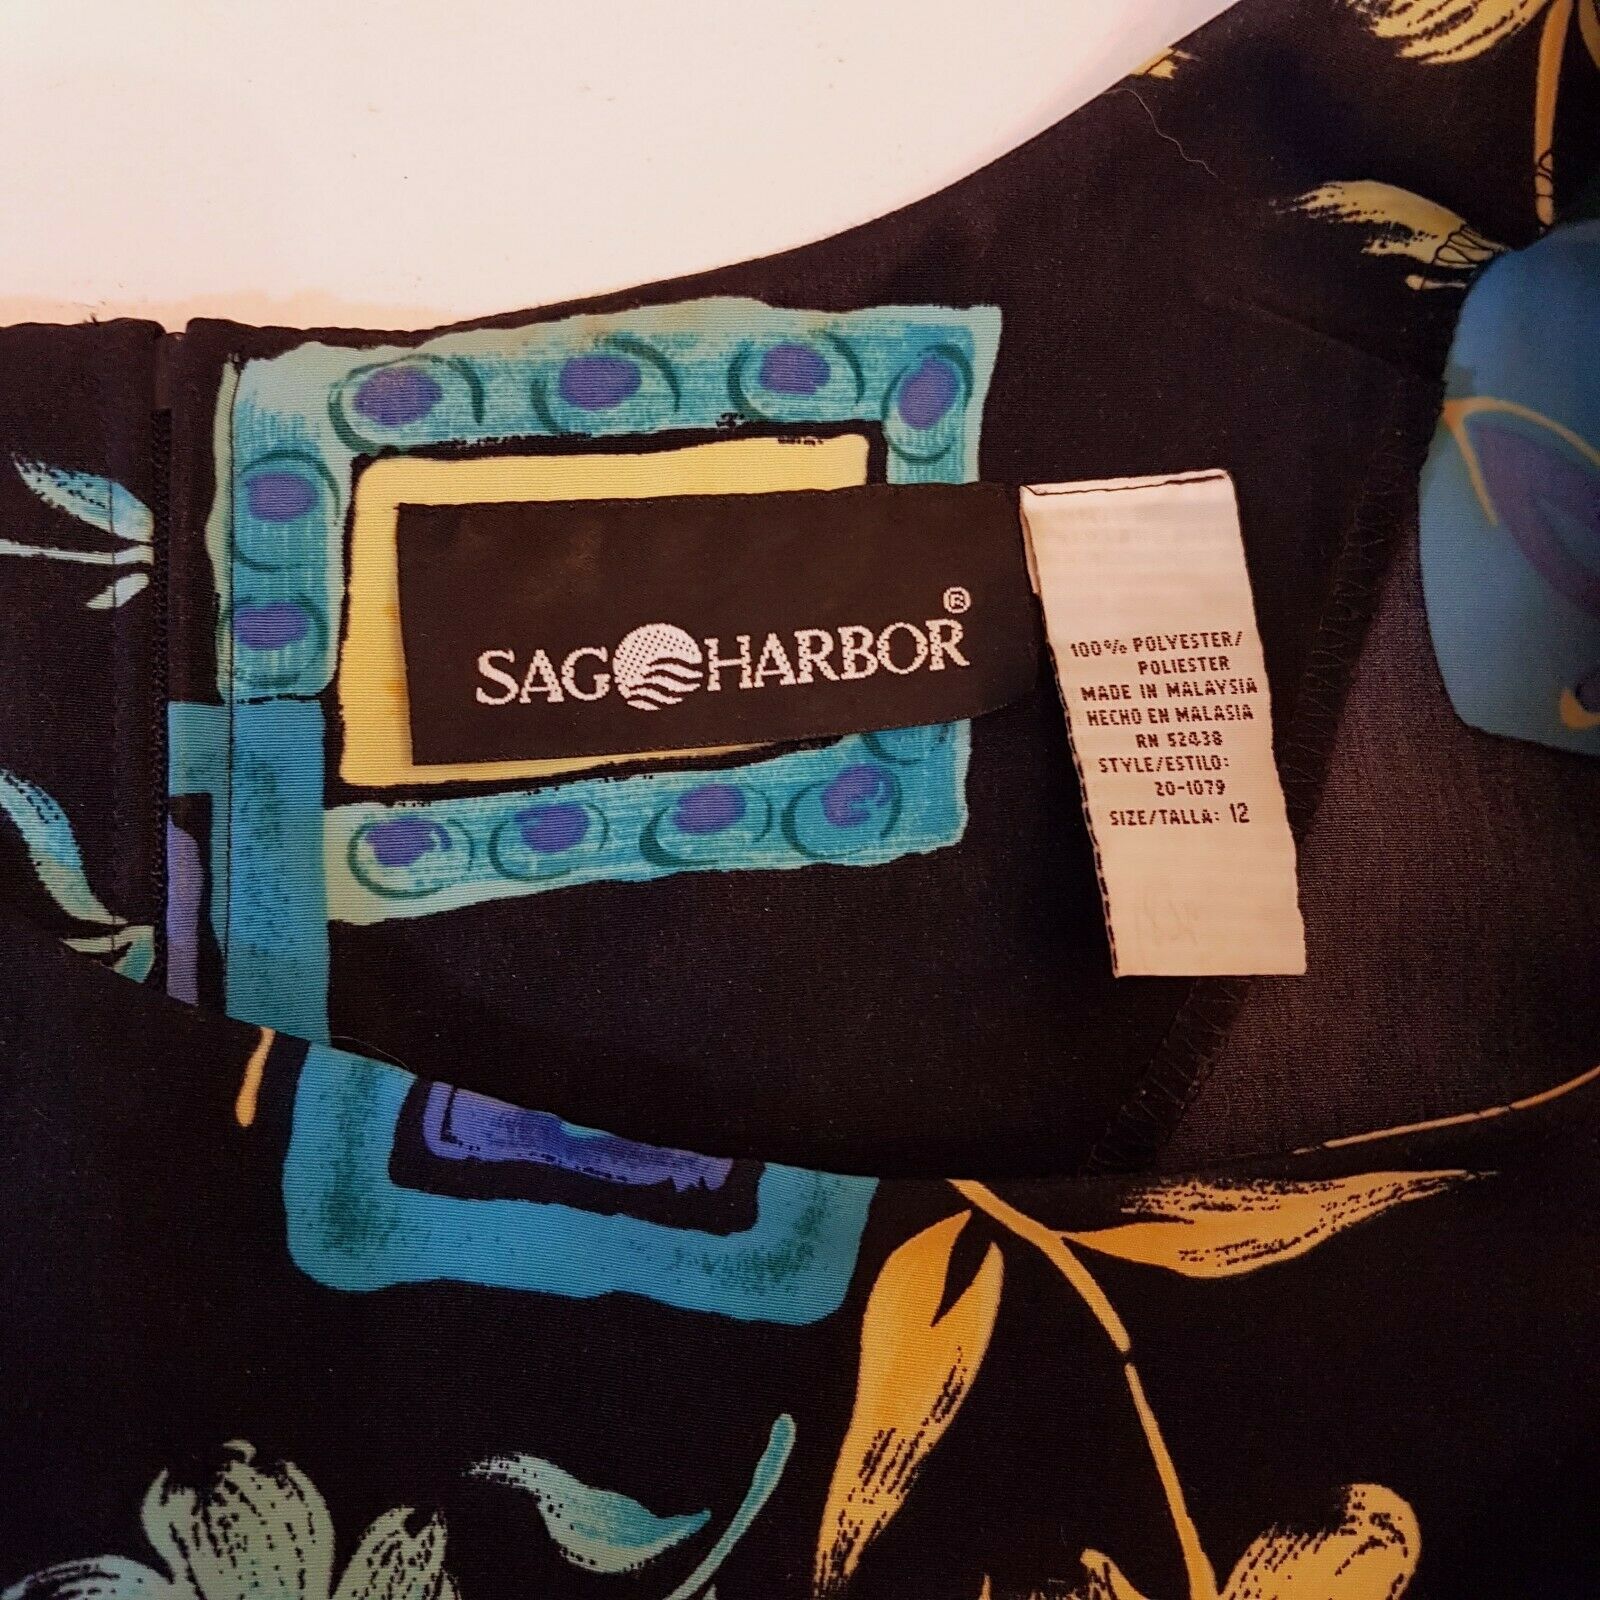 SAG HARBOR®
100% POLYESTER/
POLIESTER
MADE IN MALAYSIA
HECHO EN MALASIA
RN 52438
STYLE/ESTILO:
20-1079
SIZE/TALLA: 12